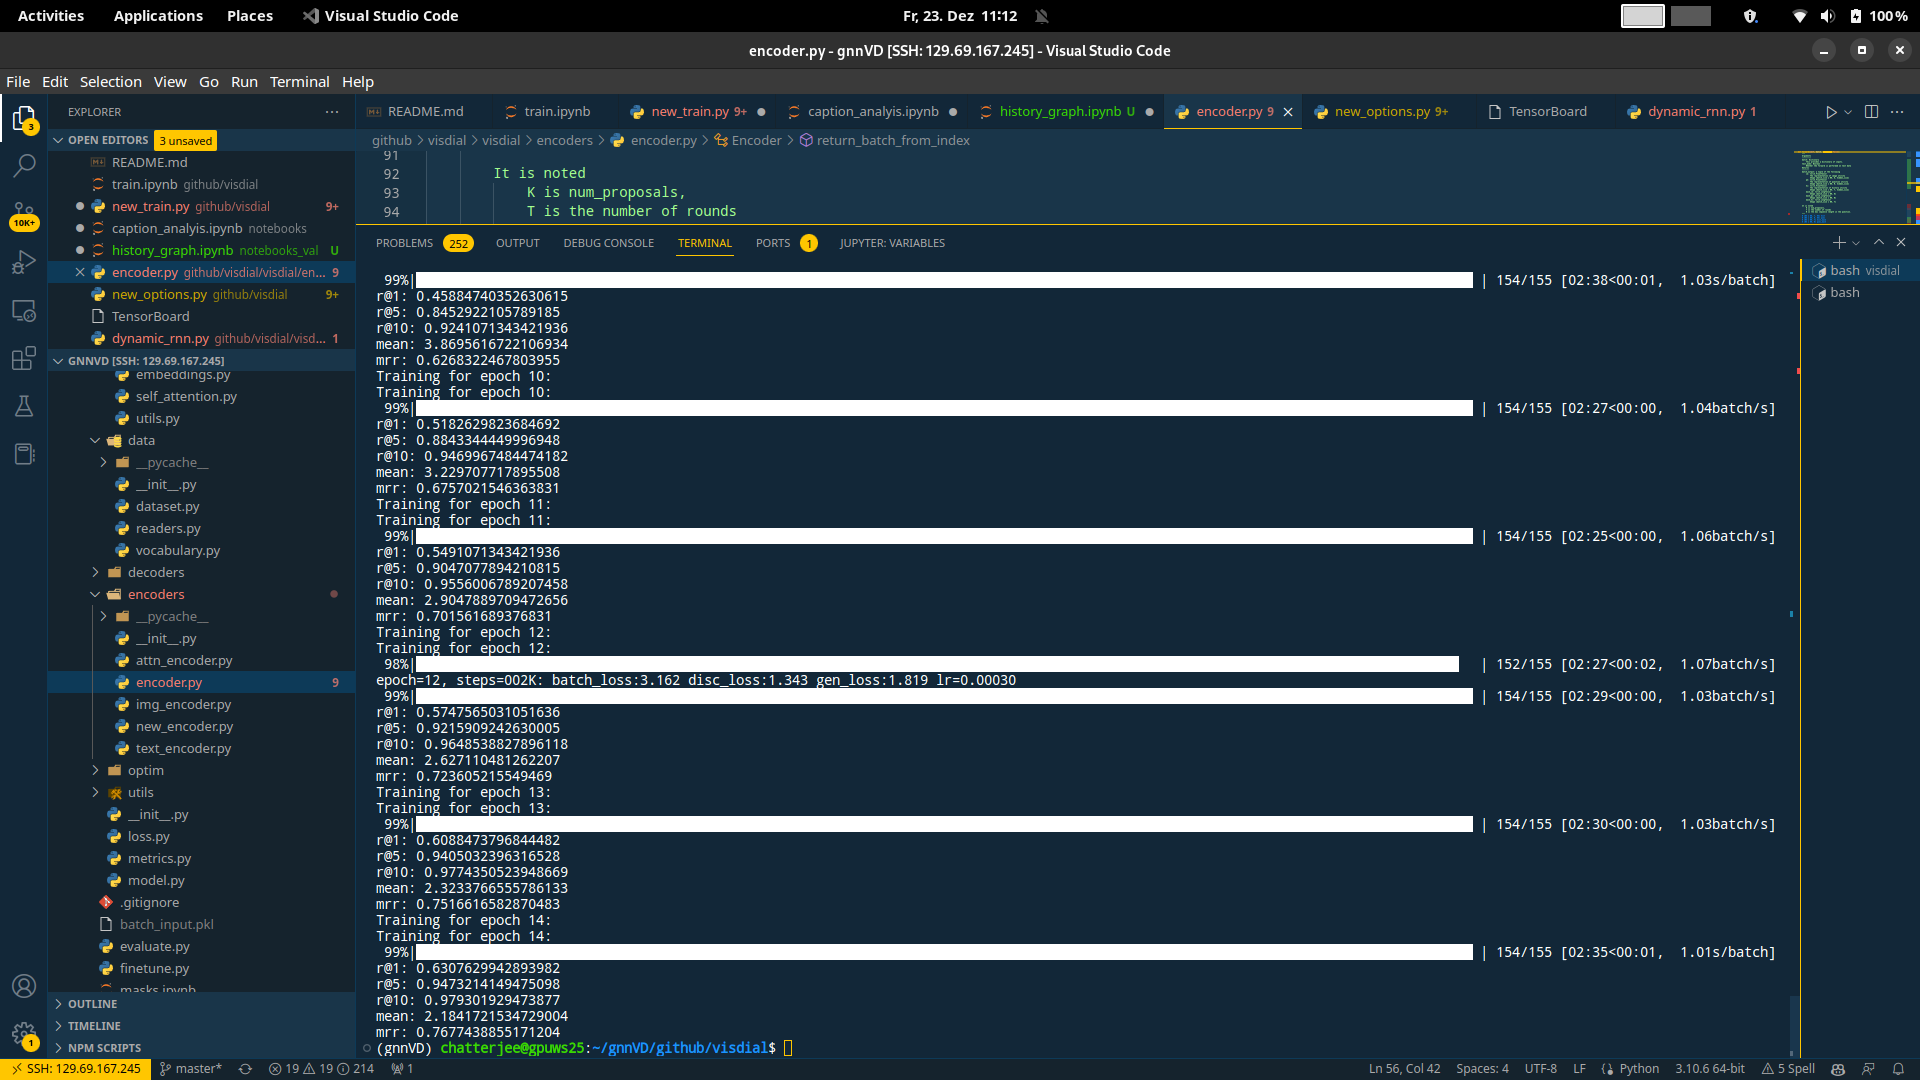 Activities Applications Places Visual Studio Code Fr, 23. Dez 11:12 100 %
encoder.py - gnnVD [SSH: 129.69.167.245] - Visual Studio Code
File Edit Selection View Go Run Terminal Help
EXPLORER ···
OPEN EDITORS 3 unsaved
README.md
train.ipynb github/visdial
new_train.py github/visdial 9+
caption_analyis.ipynb notebooks
history_graph.ipynb notebooks_val U
encoder.py github/visdial/visdial/en... 9
new_options.py github/visdial 9+
TensorBoard
dynamic_rnn.py github/visdial/visd... 1
GNNVD [SSH: 129.69.167.245]
embeddings.py
self_attention.py
utils.py
data
__pycache__
__init__.py
dataset.py
readers.py
vocabulary.py
decoders
encoders
__pycache__
__init__.py
attn_encoder.py
encoder.py 9
img_encoder.py
new_encoder.py
text_encoder.py
optim
utils
__init__.py
loss.py
metrics.py
model.py
.gitignore
batch_input.pkl
evaluate.py
finetune.py
masks.ipynb
OUTLINE
TIMELINE
NPM SCRIPTS
3
10K+
1
README.md train.ipynb new_train.py 9+ caption_analyis.ipynb history_graph.ipynb U encoder.py 9 new_options.py 9+ TensorBoard dynamic_rnn.py 1
github > visdial > visdial > encoders > encoder.py > Encoder > return_batch_from_index
91
92 It is noted
93 K is num_proposals,
94 T is the number of rounds
PROBLEMS 252 OUTPUT DEBUG CONSOLE TERMINAL PORTS 1 JUPYTER: VARIABLES
bash visdial
bash
99%| | 154/155 [02:38<00:01, 1.03s/batch]
r@1: 0.45884740352630615
r@5: 0.8452922105789185
r@10: 0.9241071343421936
mean: 3.8695616722106934
mrr: 0.6268322467803955
Training for epoch 10:
Training for epoch 10:
99%| | 154/155 [02:27<00:00, 1.04batch/s]
r@1: 0.5182629823684692
r@5: 0.8843344449996948
r@10: 0.9469967484474182
mean: 3.229707717895508
mrr: 0.6757021546363831
Training for epoch 11:
Training for epoch 11:
99%| | 154/155 [02:25<00:00, 1.06batch/s]
r@1: 0.5491071343421936
r@5: 0.9047077894210815
r@10: 0.9556006789207458
mean: 2.9047889709472656
mrr: 0.701561689376831
Training for epoch 12:
Training for epoch 12:
98%| | 152/155 [02:27<00:02, 1.07batch/s]
epoch=12, steps=002K: batch_loss:3.162 disc_loss:1.343 gen_loss:1.819 lr=0.00030
99%| | 154/155 [02:29<00:00, 1.03batch/s]
r@1: 0.5747565031051636
r@5: 0.9215909242630005
r@10: 0.9648538827896118
mean: 2.627110481262207
mrr: 0.723605215549469
Training for epoch 13:
Training for epoch 13:
99%| | 154/155 [02:30<00:00, 1.03batch/s]
r@1: 0.6088473796844482
r@5: 0.9405032396316528
r@10: 0.9774350523948669
mean: 2.3233766555786133
mrr: 0.7516616582870483
Training for epoch 14:
Training for epoch 14:
99%| | 154/155 [02:35<00:01, 1.01s/batch]
r@1: 0.6307629942893982
r@5: 0.9473214149475098
r@10: 0.979301929473877
mean: 2.1841721534729004
mrr: 0.7677438855171204
(gnnVD) chatterjee@gpuws25:~/gnnVD/github/visdial$
SSH: 129.69.167.245 master* 19 19 214 1 Ln 56, Col 42 Spaces: 4 UTF-8 LF Python 3.10.6 64-bit 5 Spell